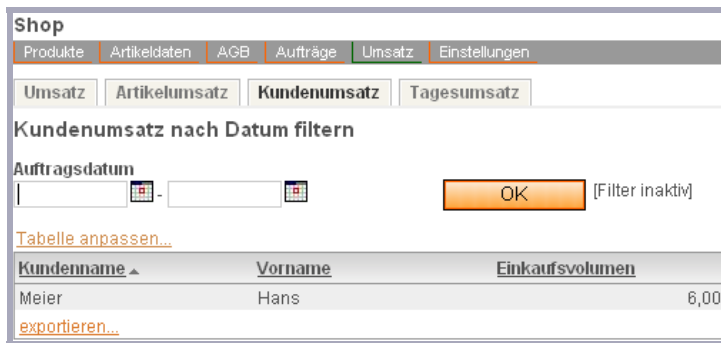 Shop
Produkte Artikeldaten AGB Aufträge Umsatz Einstellungen
Umsatz Artikelumsatz Kundenumsatz Tagesumsatz
Kundenumsatz nach Datum filtern
Auftragsdatum
- OK [Filter inaktiv]
Tabelle anpassen...
Kundenname Vorname Einkaufsvolumen
Meier Hans 6,00
exportieren...